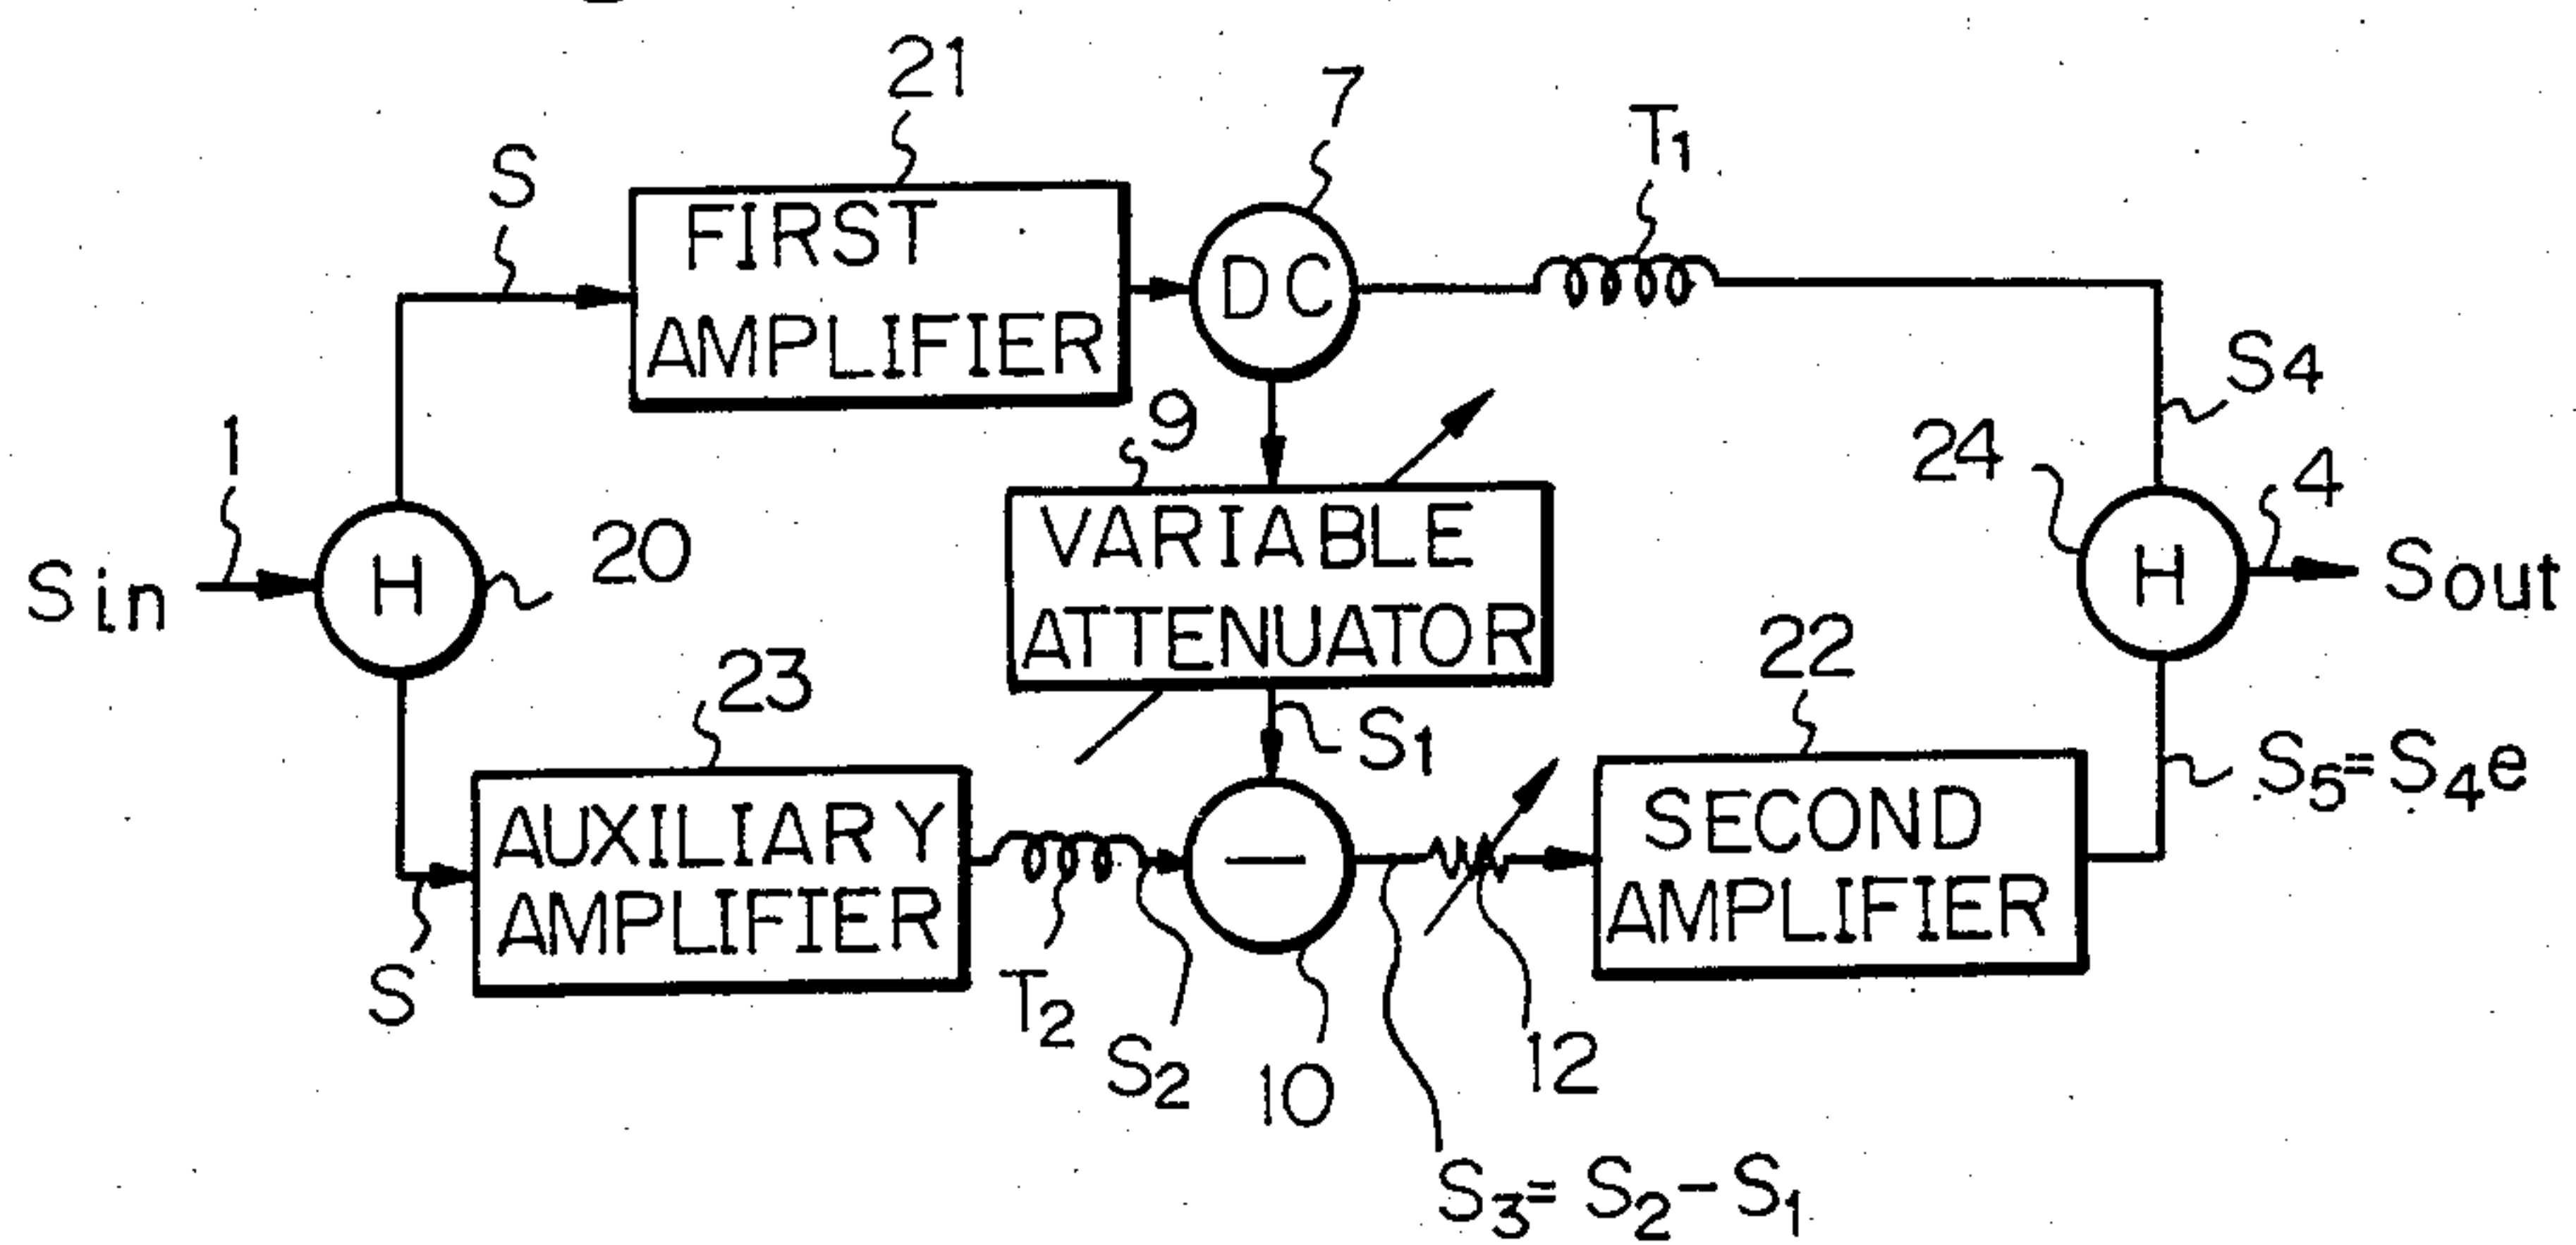 21
7
T1
S
FIRST
AMPLIFIER
DC
S4
1
9
24
4
Sin
H
20
VARIABLE
ATTENUATOR
H
Sout
23
22
S1
S5=S4e
AUXILIARY
AMPLIFIER
—
SECOND
AMPLIFIER
S
T2
S2
10
12
S3=S2-S1